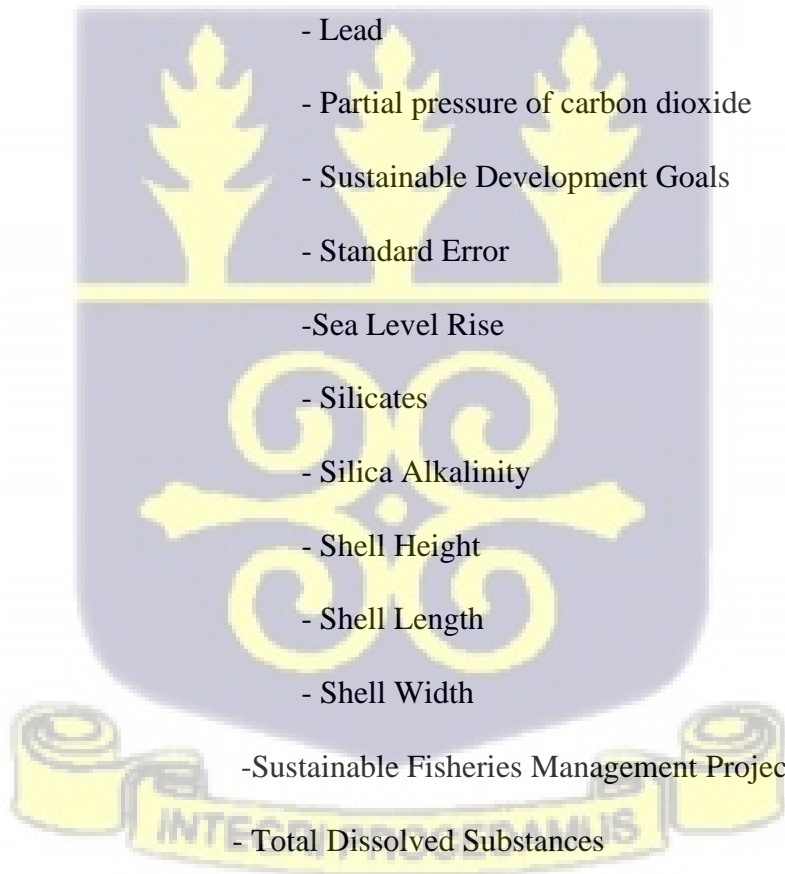 - Lead
- Partial pressure of carbon dioxide
- Sustainable Development Goals
- Standard Error
-Sea Level Rise
- Silicates
- Silica Alkalinity
- Shell Height
- Shell Length
- Shell Width
-Sustainable Fisheries Management Projec
- Total Dissolved Substances
INTEGRI PROCEDAMUS